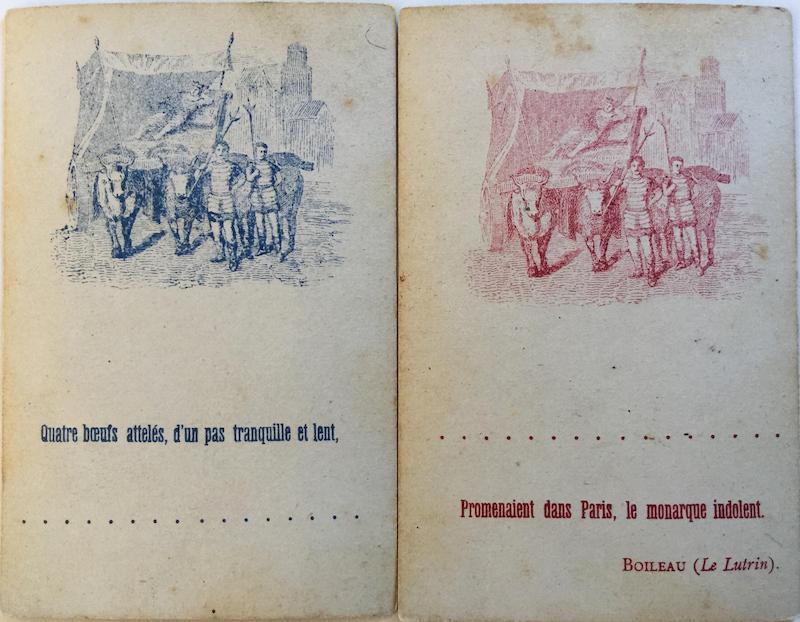 Quatre bœufs attelés, d'un pas tranquille et lent,
. . . . . . . . . . . . . . . .
. . . . . . . . . . . . . . . .
Promenaient dans Paris, le monarque indolent.
BOILEAU (Le Lutrin).